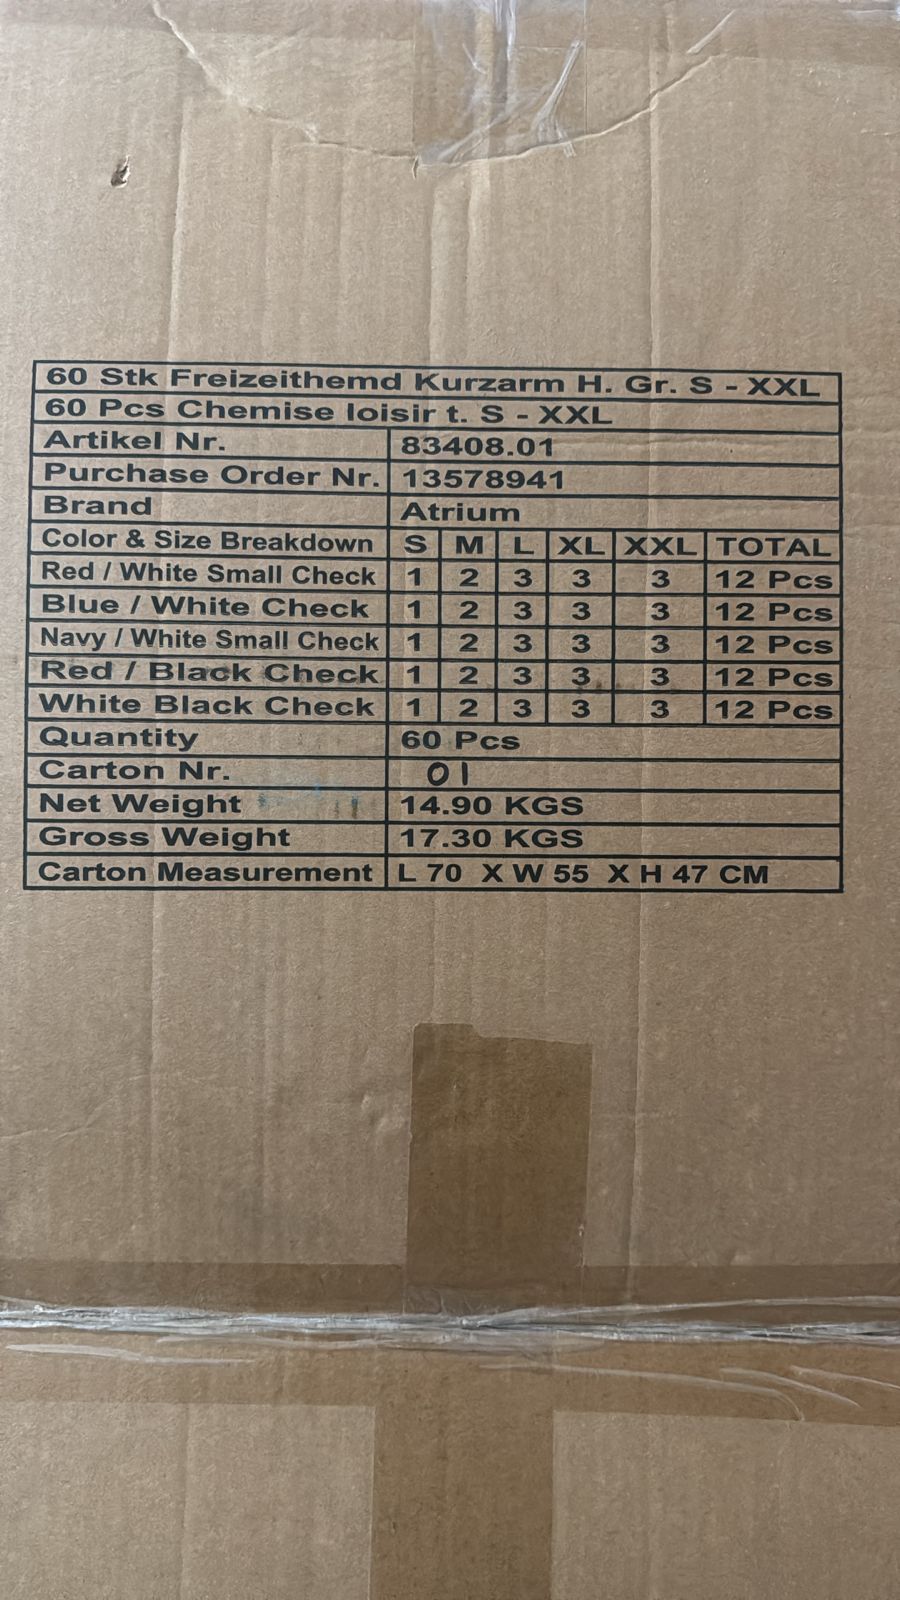 60 Stk Freizeithemd Kurzarm H. Gr. S - XXL
60 Pcs Chemise loisir t. S - XXL
Artikel Nr. 83408.01
Purchase Order Nr. 13578941
Brand Atrium
Color & Size Breakdown S M L XL XXL TOTAL
Red / White Small Check 1 2 3 3 3 12 Pcs
Blue / White Check 1 2 3 3 3 12 Pcs
Navy / White Small Check 1 2 3 3 3 12 Pcs
Red / Black Check 1 2 3 3 3 12 Pcs
White Black Check 1 2 3 3 3 12 Pcs
Quantity 60 Pcs
Carton Nr. 01
Net Weight 14.90 KGS
Gross Weight 17.30 KGS
Carton Measurement L 70 X W 55 X H 47 CM